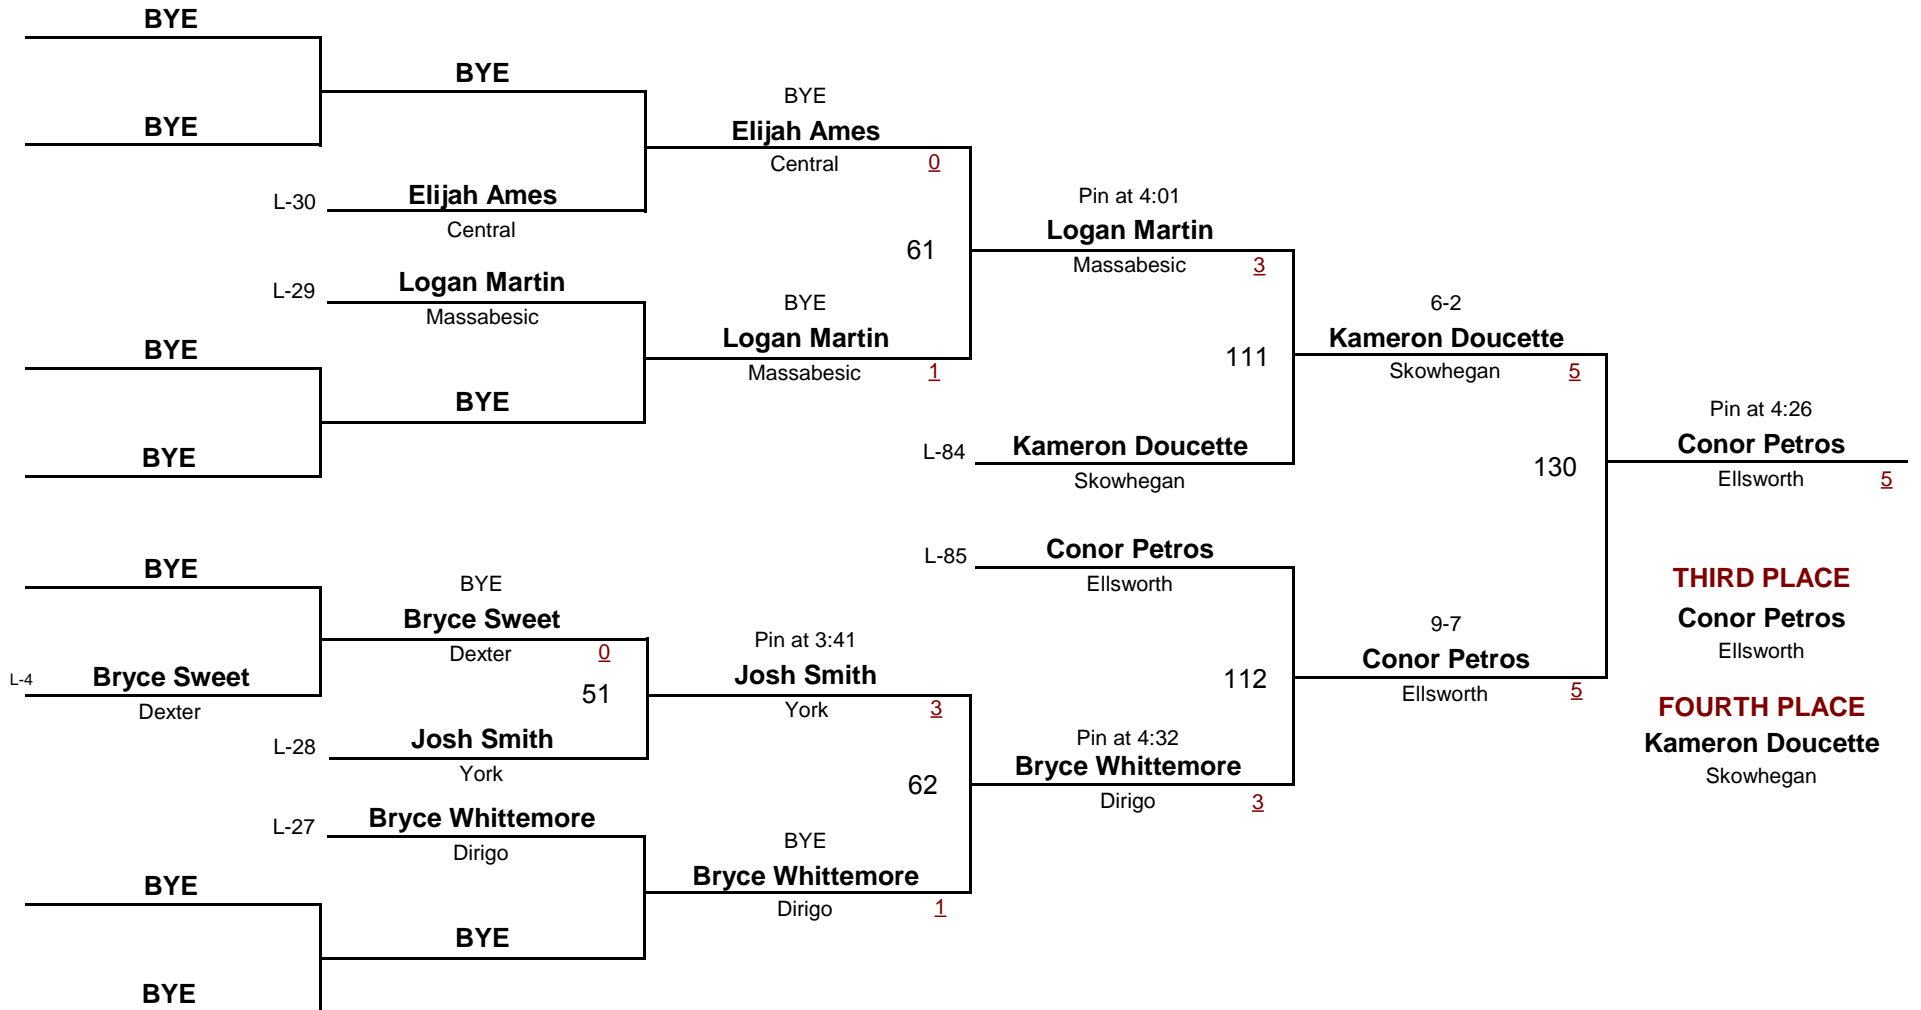 BYE
BYE
BYE
BYE
Elijah Ames
Central
0
L-30
Elijah Ames
Central
Pin at 4:01
Logan Martin
Massabesic
3
61
L-29
Logan Martin
Massabesic
BYE
Logan Martin
Massabesic
1
6-2
Kameron Doucette
Skowhegan
5
111
BYE
BYE
BYE
L-84
Kameron Doucette
Skowhegan
Pin at 4:26
Conor Petros
Ellsworth
5
130
L-85
Conor Petros
Ellsworth
BYE
BYE
Bryce Sweet
Dexter
0
L-4
Bryce Sweet
Dexter
51
Pin at 3:41
Josh Smith
York
3
9-7
Conor Petros
Ellsworth
5
112
THIRD PLACE
Conor Petros
Ellsworth
FOURTH PLACE
Kameron Doucette
Skowhegan
L-28
Josh Smith
York
Pin at 4:32
Bryce Whittemore
Dirigo
3
62
L-27
Bryce Whittemore
Dirigo
BYE
Bryce Whittemore
Dirigo
1
BYE
BYE
BYE